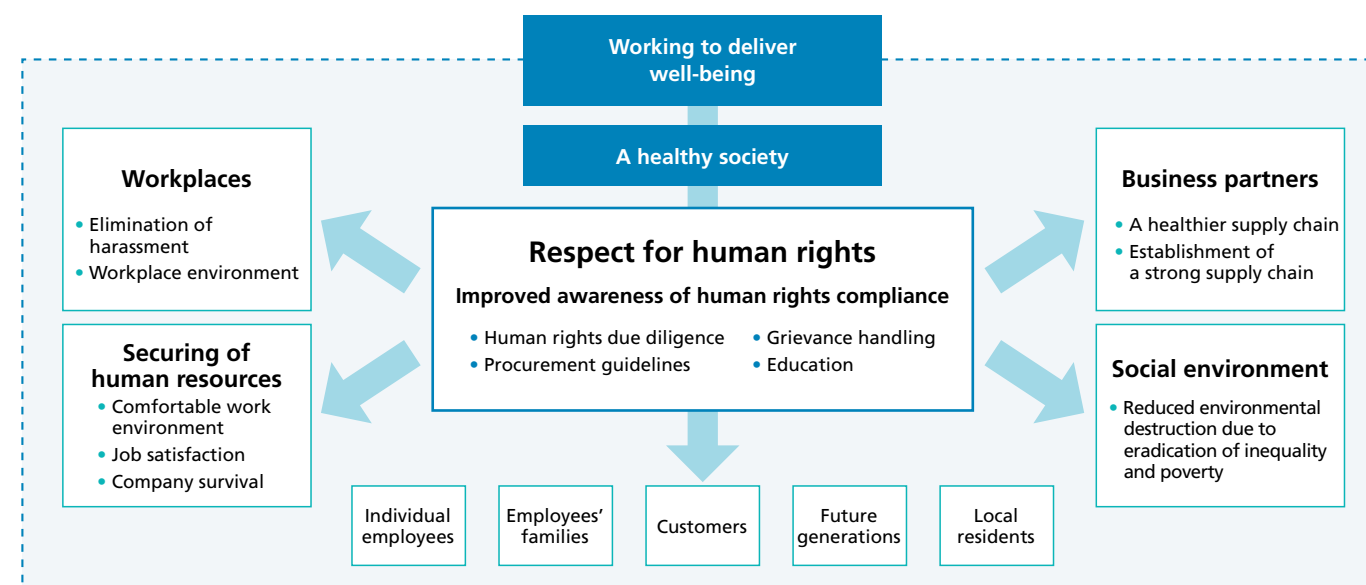 Working to deliver
well-being
A healthy society
Workplaces
• Elimination of
harassment
• Workplace environment
Securing of
human resources
• Comfortable work
environment
• Job satisfaction
• Company survival
Respect for human rights
Improved awareness of human rights compliance
• Human rights due diligence
• Procurement guidelines
• Grievance handling
• Education
Business partners
• A healthier supply chain
• Establishment of
a strong supply chain
Social environment
• Reduced environmental
destruction due to
eradication of inequality
and poverty
Individual
employees
Employees’
families
Customers
Future
generations
Local
residents